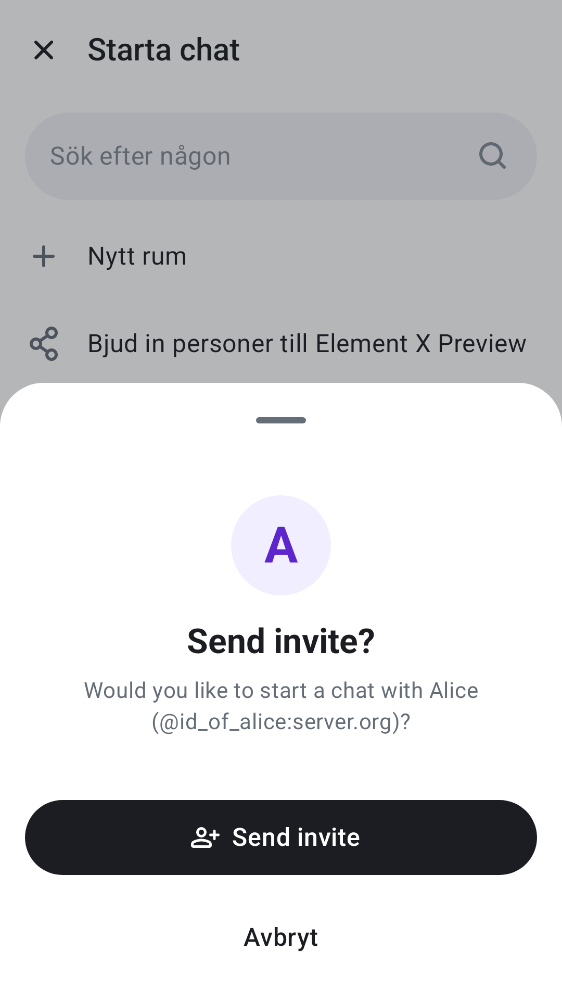 Starta chat
Sök efter någon
Nytt rum
Bjud in personer till Element X Preview
A
Send invite?
Would you like to start a chat with Alice
(@id_of_alice:server.org)?
Send invite
Avbryt